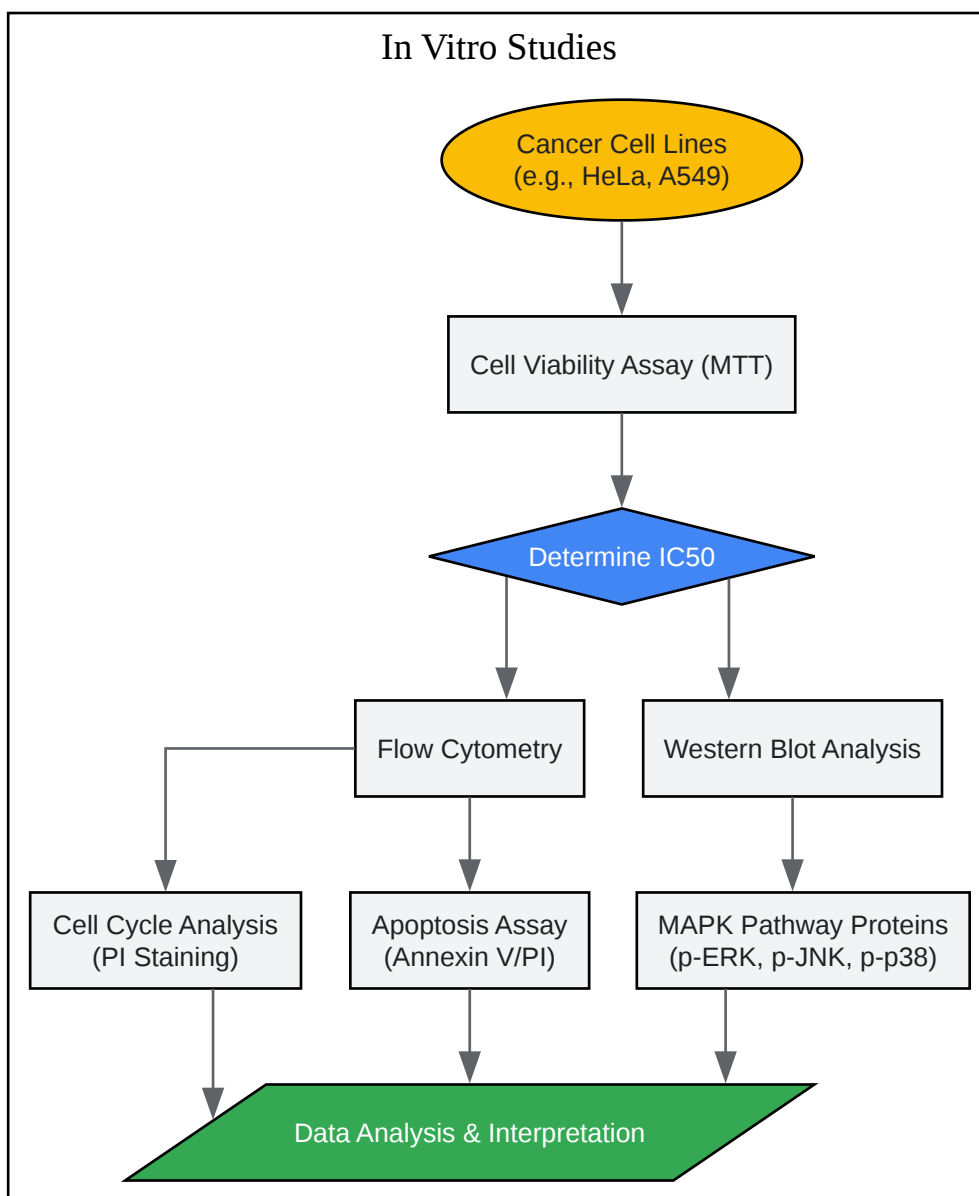 In Vitro Studies
Cancer Cell Lines
(e.g., HeLa, A549)
Cell Viability Assay (MTT)
Determine IC50
Flow Cytometry
Western Blot Analysis
Cell Cycle Analysis
(PI Staining)
Apoptosis Assay
(Annexin V/PI)
MAPK Pathway Proteins
(p-ERK, p-JNK, p-p38)
Data Analysis & Interpretation